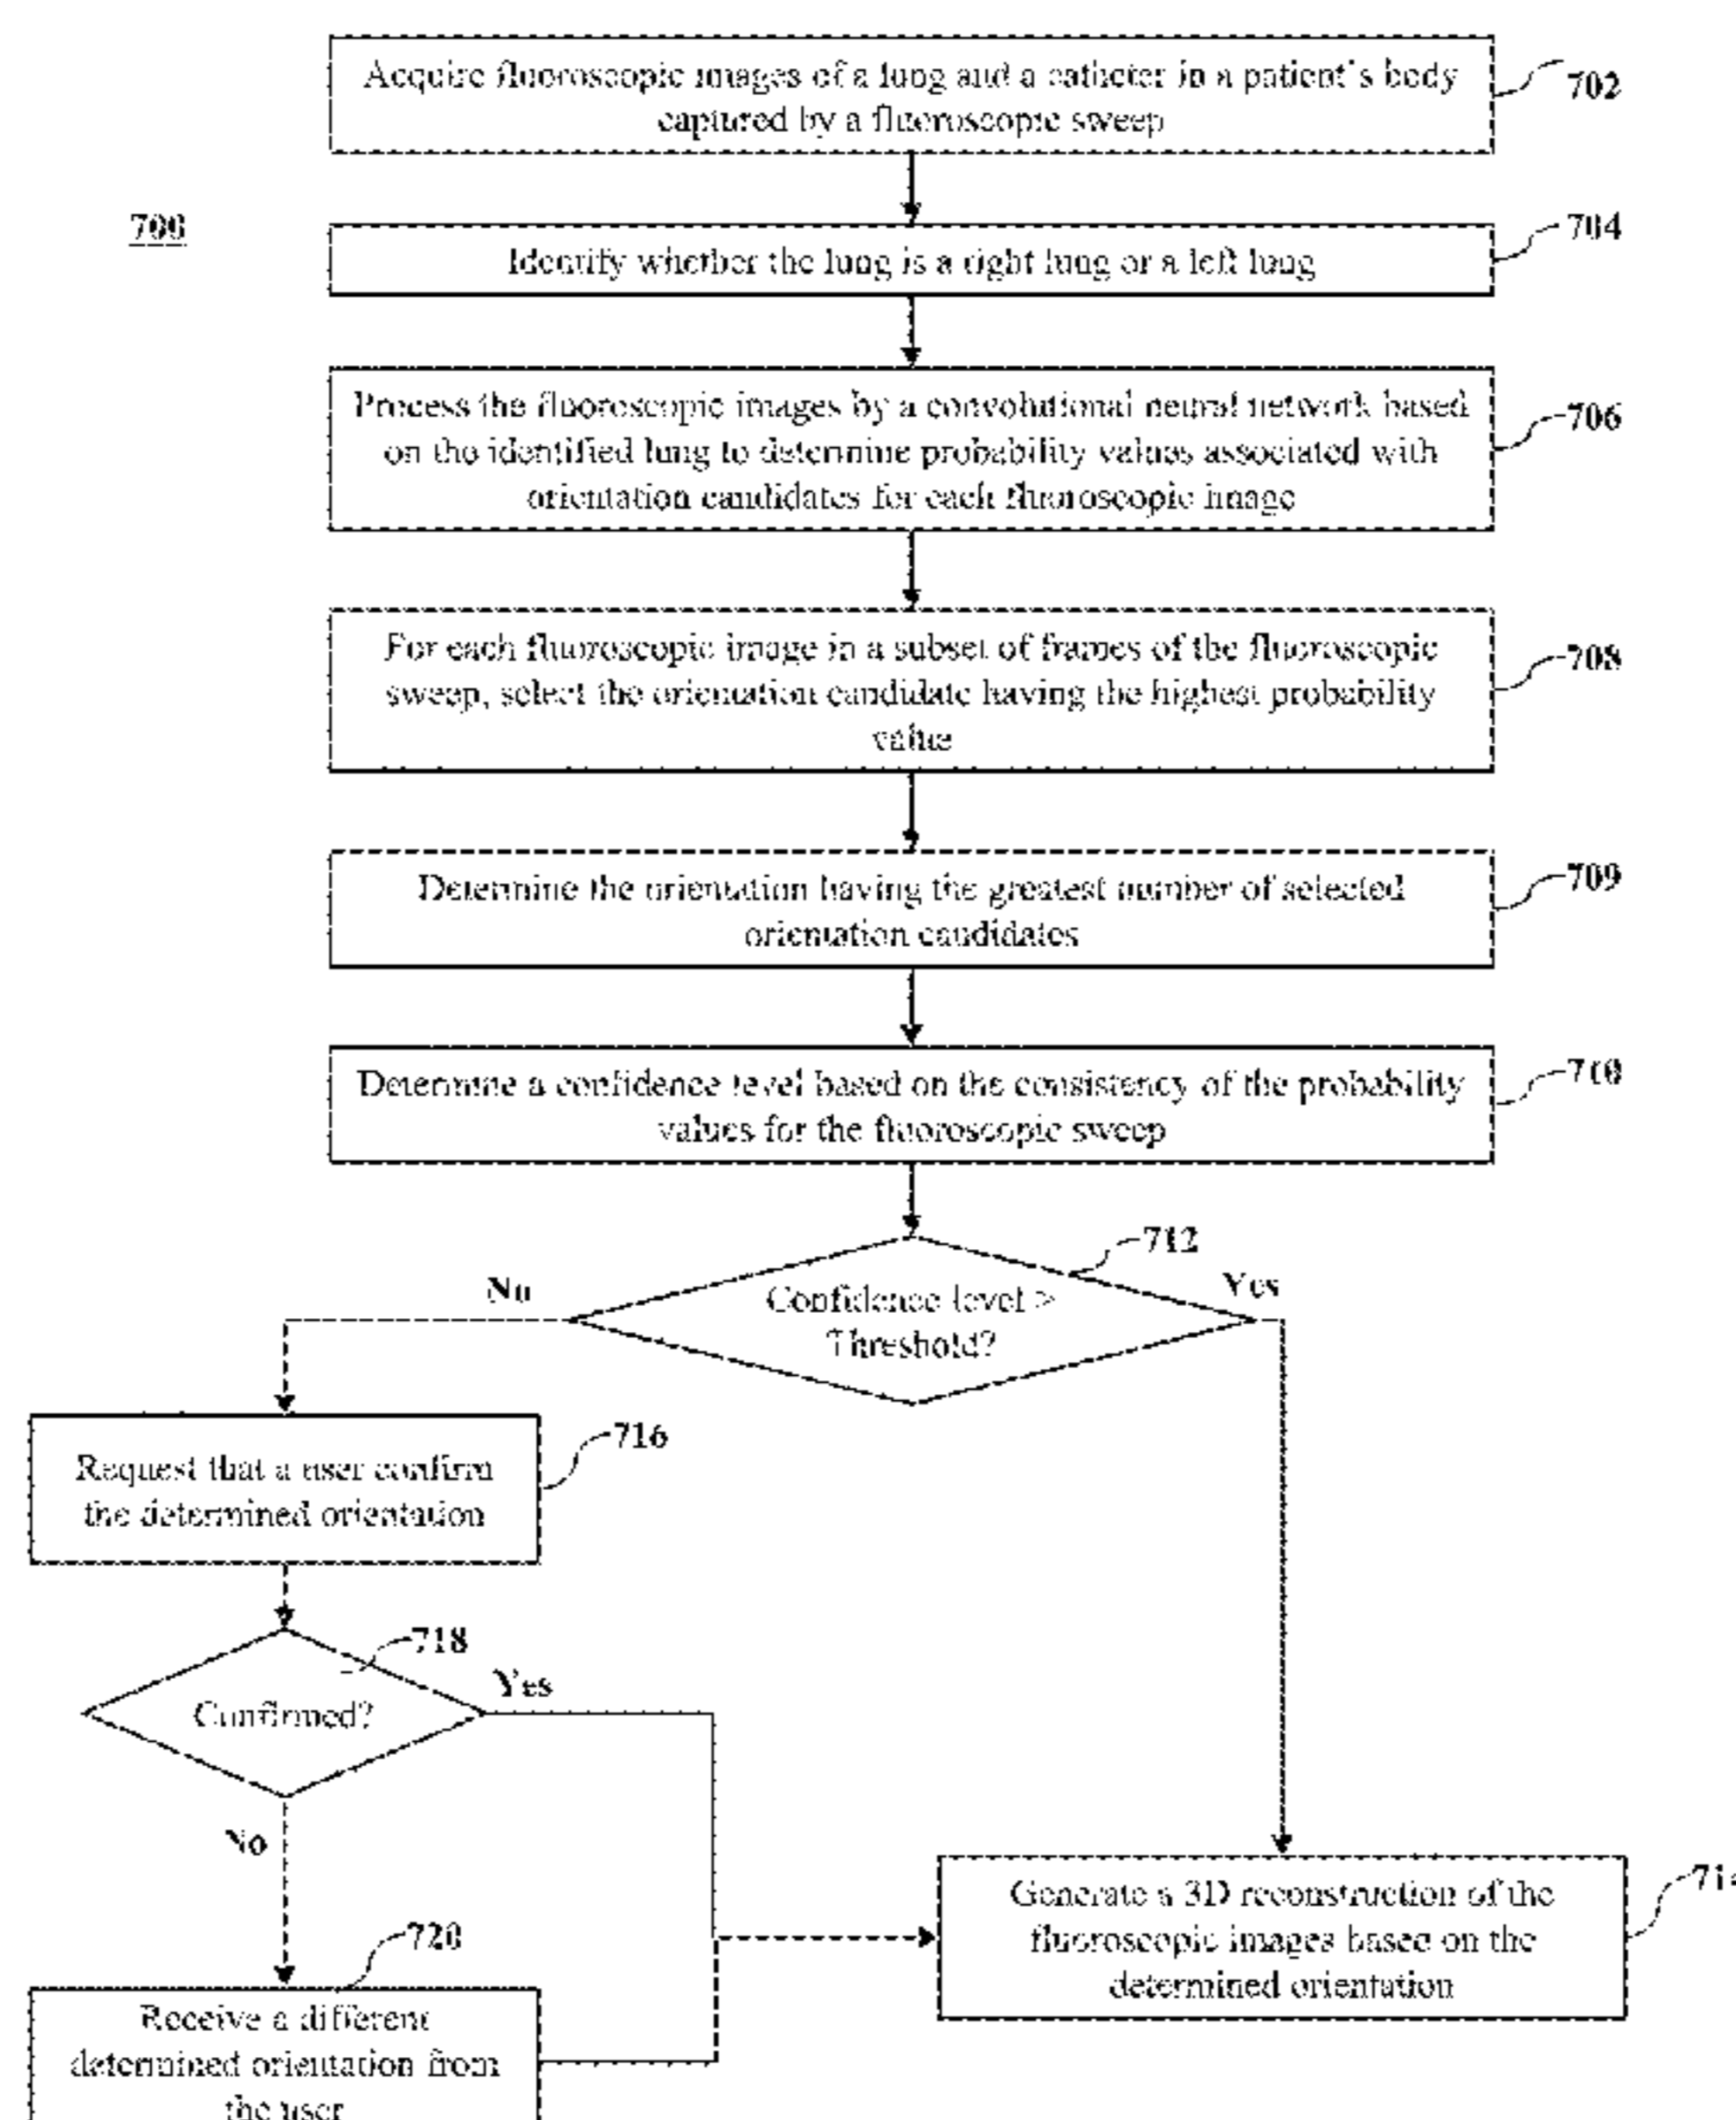 Acquire fluoroscopic images of a lung and a catheter in a patient's body
captured by a fluoroscopic sweep
702
700
704
Identify whether the lung is a right lung or a left lung
Process the fluoroscopic images by a convolutional neural network based
on the identified lung to determine probability values associated with
orientation candidates for each fluoroscopic image
706
For each fluoroscopic image in a subset of frames of the fluoroscopic
sweep, select the orientation candidate having the highest probability
value
708
Determine the orientation having the greatest number of selected
orientation candidates
709
Determine a confidence level based on the consistency of the probability
values for the fluoroscopic sweep
710
712
No
Confidence level >
Threshold?
Yes
716
Request that a user confirm
the determined orientation
718
Confirmed?
Yes
No
Generate a 3D reconstruction of the
fluoroscopic images based on the
determined orientation
720
Receive a different
determined orientation from
the user